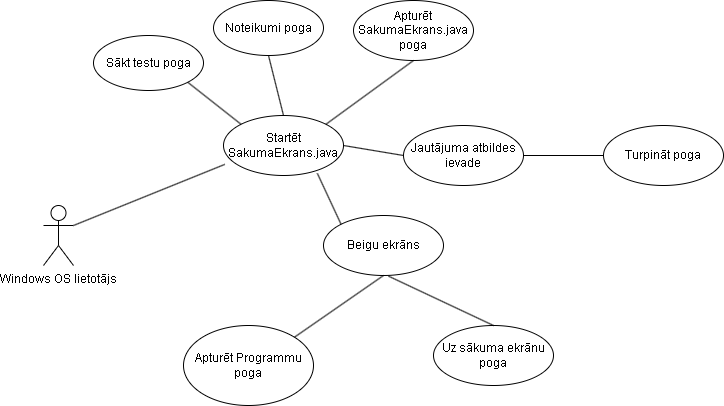 Noteikumi poga
Apturēt
SakumaEkrans.java
poga
Sākt testu poga
Startēt
SakumaEkrans.java
Jautājuma atbildes
ievade
Turpināt poga
Windows OS lietotājs
Beigu ekrāns
Apturēt Programmu
poga
Uz sākuma ekrānu
poga